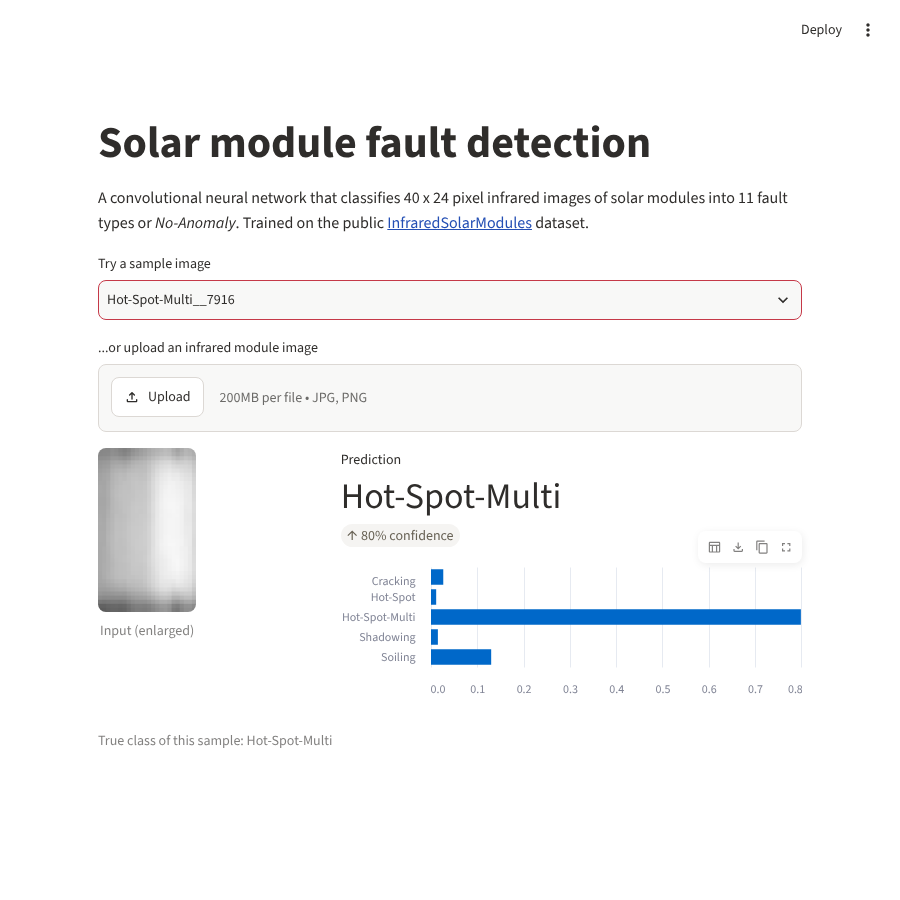 Deploy
Solar module fault detection
A convolutional neural network that classifies 40 x 24 pixel infrared images of solar modules into 11 fault
types or No-Anomaly. Trained on the public InfraredSolarModules dataset.
Try a sample image
Hot-Spot-Multi__7916
...or upload an infrared module image
Upload
200MB per file • JPG, PNG
Input (enlarged)
Prediction
Hot-Spot-Multi
↑ 80% confidence
Cracking
Hot-Spot
Hot-Spot-Multi
Shadowing
Soiling
0.0 0.1 0.2 0.3 0.4 0.5 0.6 0.7 0.8
True class of this sample: Hot-Spot-Multi